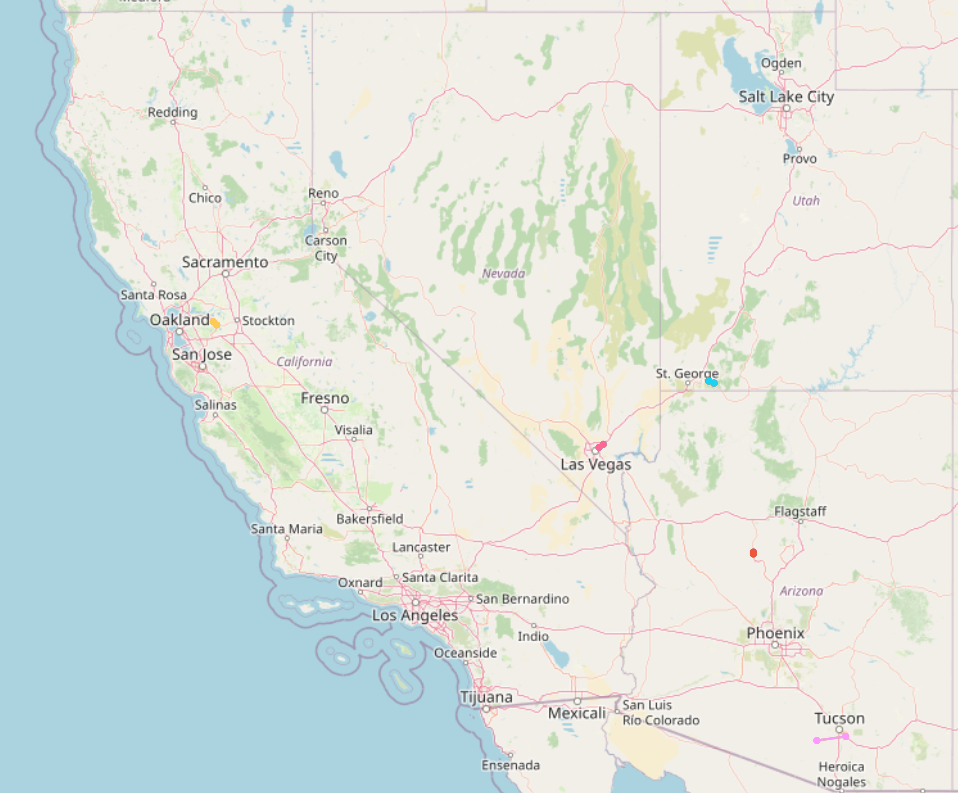 Ogden
Salt Lake City
Redding
Provo
Chico
Reno
Utah
Carson
City
Sacramento
Nevada
Santa Rosa
Oakland
Stockton
San Jose
California
St. George
Fresno
Salinas
Visalia
Las Vegas
Flagstaff
Bakersfield
Santa Maria
Lancaster
Oxnard
Santa Clarita
Arizona
San Bernardino
Los Angeles
Indio
Phoenix
Oceanside
Tijuana
Mexicali
San Luis
Río Colorado
Tucson
Ensenada
Heroica
Nogales